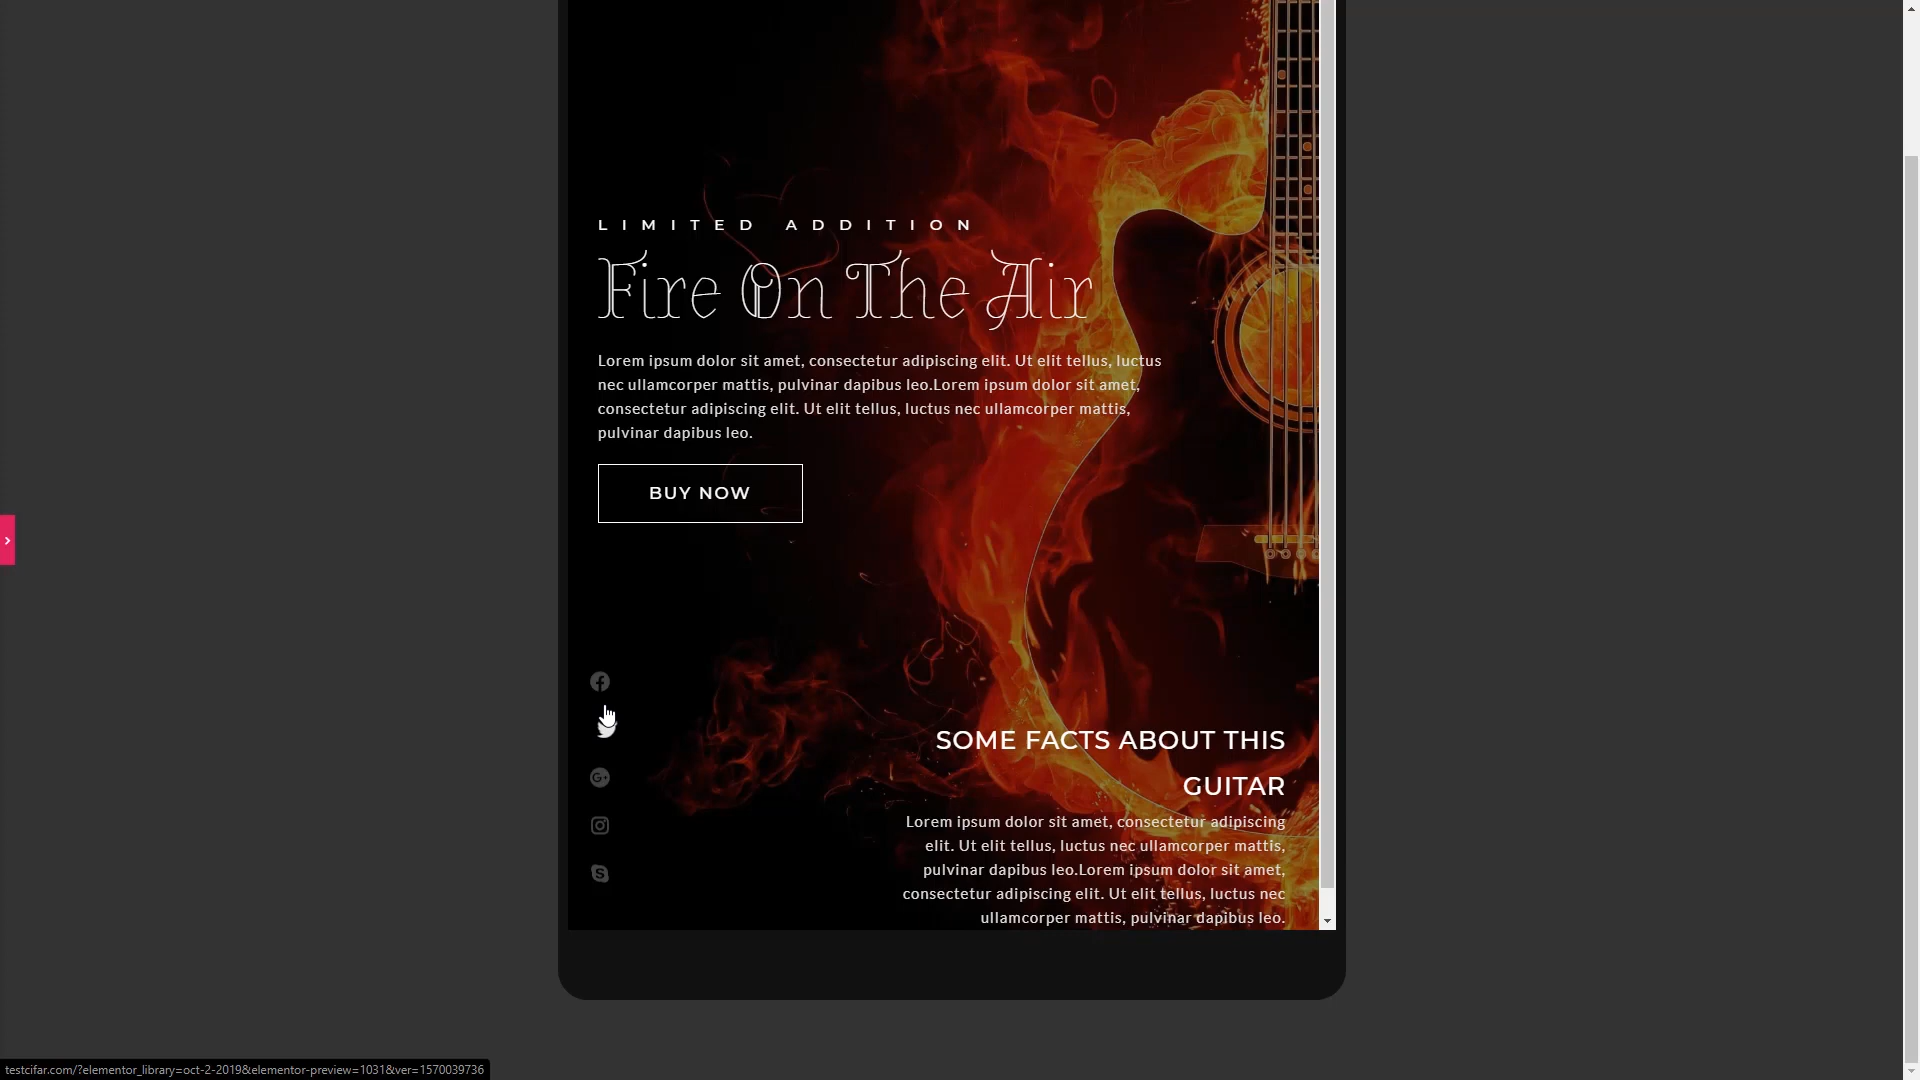 LIMITED ADDITION
Fire On The Air
Lorem ipsum dolor sit amet, consectetur adipiscing elit. Ut elit tellus, luctus
nec ullamcorper mattis, pulvinar dapibus leo.Lorem ipsum dolor sit amet,
consectetur adipiscing elit. Ut elit tellus, luctus nec ullamcorper mattis,
pulvinar dapibus leo.
BUY NOW
SOME FACTS ABOUT THIS
GUITAR
Lorem ipsum dolor sit amet, consectetur adipiscing
elit. Ut elit tellus, luctus nec ullamcorper mattis,
pulvinar dapibus leo.Lorem ipsum dolor sit amet,
consectetur adipiscing elit. Ut elit tellus, luctus nec
ullamcorper mattis, pulvinar dapibus leo.
testcifar.com/?elementor_library=oct-2-2019&elementor-preview=1031&ver=1570039736